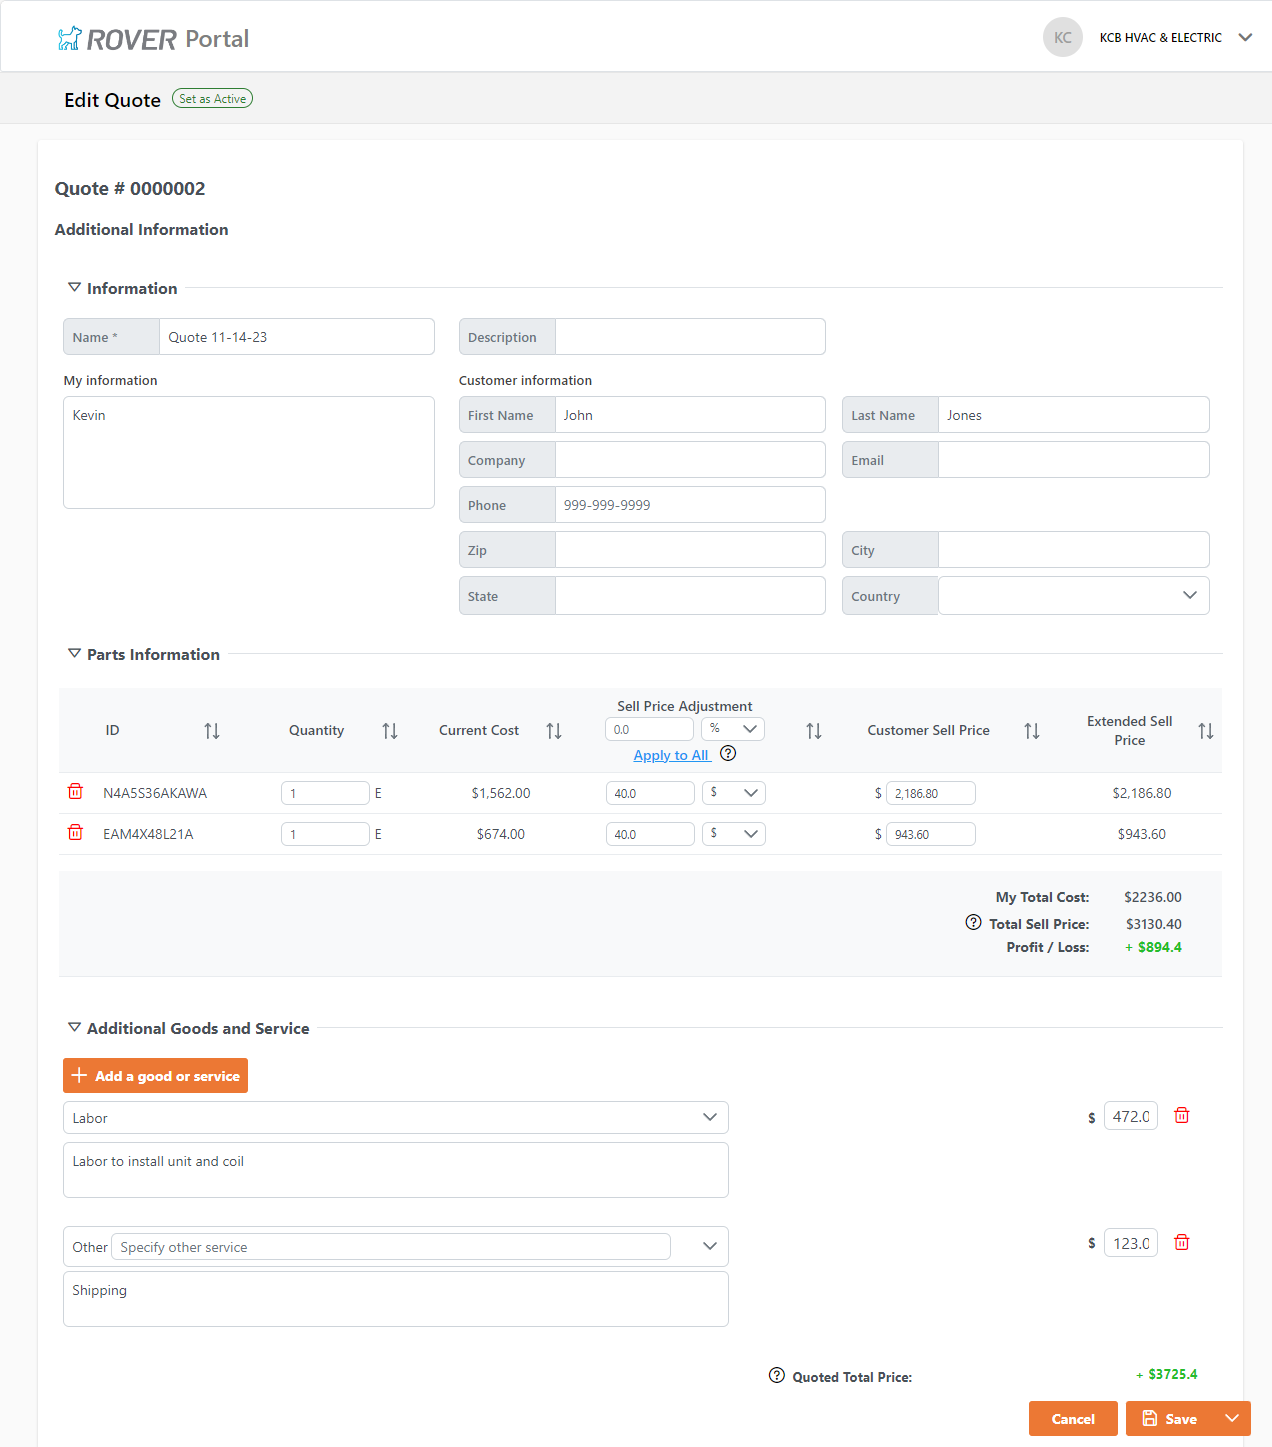 ROVER Portal
KC
KCB HVAC & ELECTRIC
Edit Quote
Set as Active
Quote # 0000002
Additional Information
Information
Name *
Quote 11-14-23
Description
My information
Customer information
Kevin
First Name
John
Last Name
Jones
Company
Email
Phone
999-999-9999
Zip
City
State
Country
Parts Information
ID
Quantity
Current Cost
Sell Price Adjustment
0.0
%
Apply to All
?
Customer Sell Price
Extended Sell
Price
N4A5S36AKAWA
1
E
$1,562.00
40.0
$
$
2,186.80
$2,186.80
EAM4X48L21A
1
E
$674.00
40.0
$
$
943.60
$943.60
My Total Cost:
$2236.00
?
Total Sell Price:
$3130.40
Profit / Loss:
+ $894.4
Additional Goods and Service
+ Add a good or service
Labor
$
472.0
Labor to install unit and coil
Other
Specify other service
$
123.0
Shipping
?
Quoted Total Price:
+ $3725.4
Cancel
Save